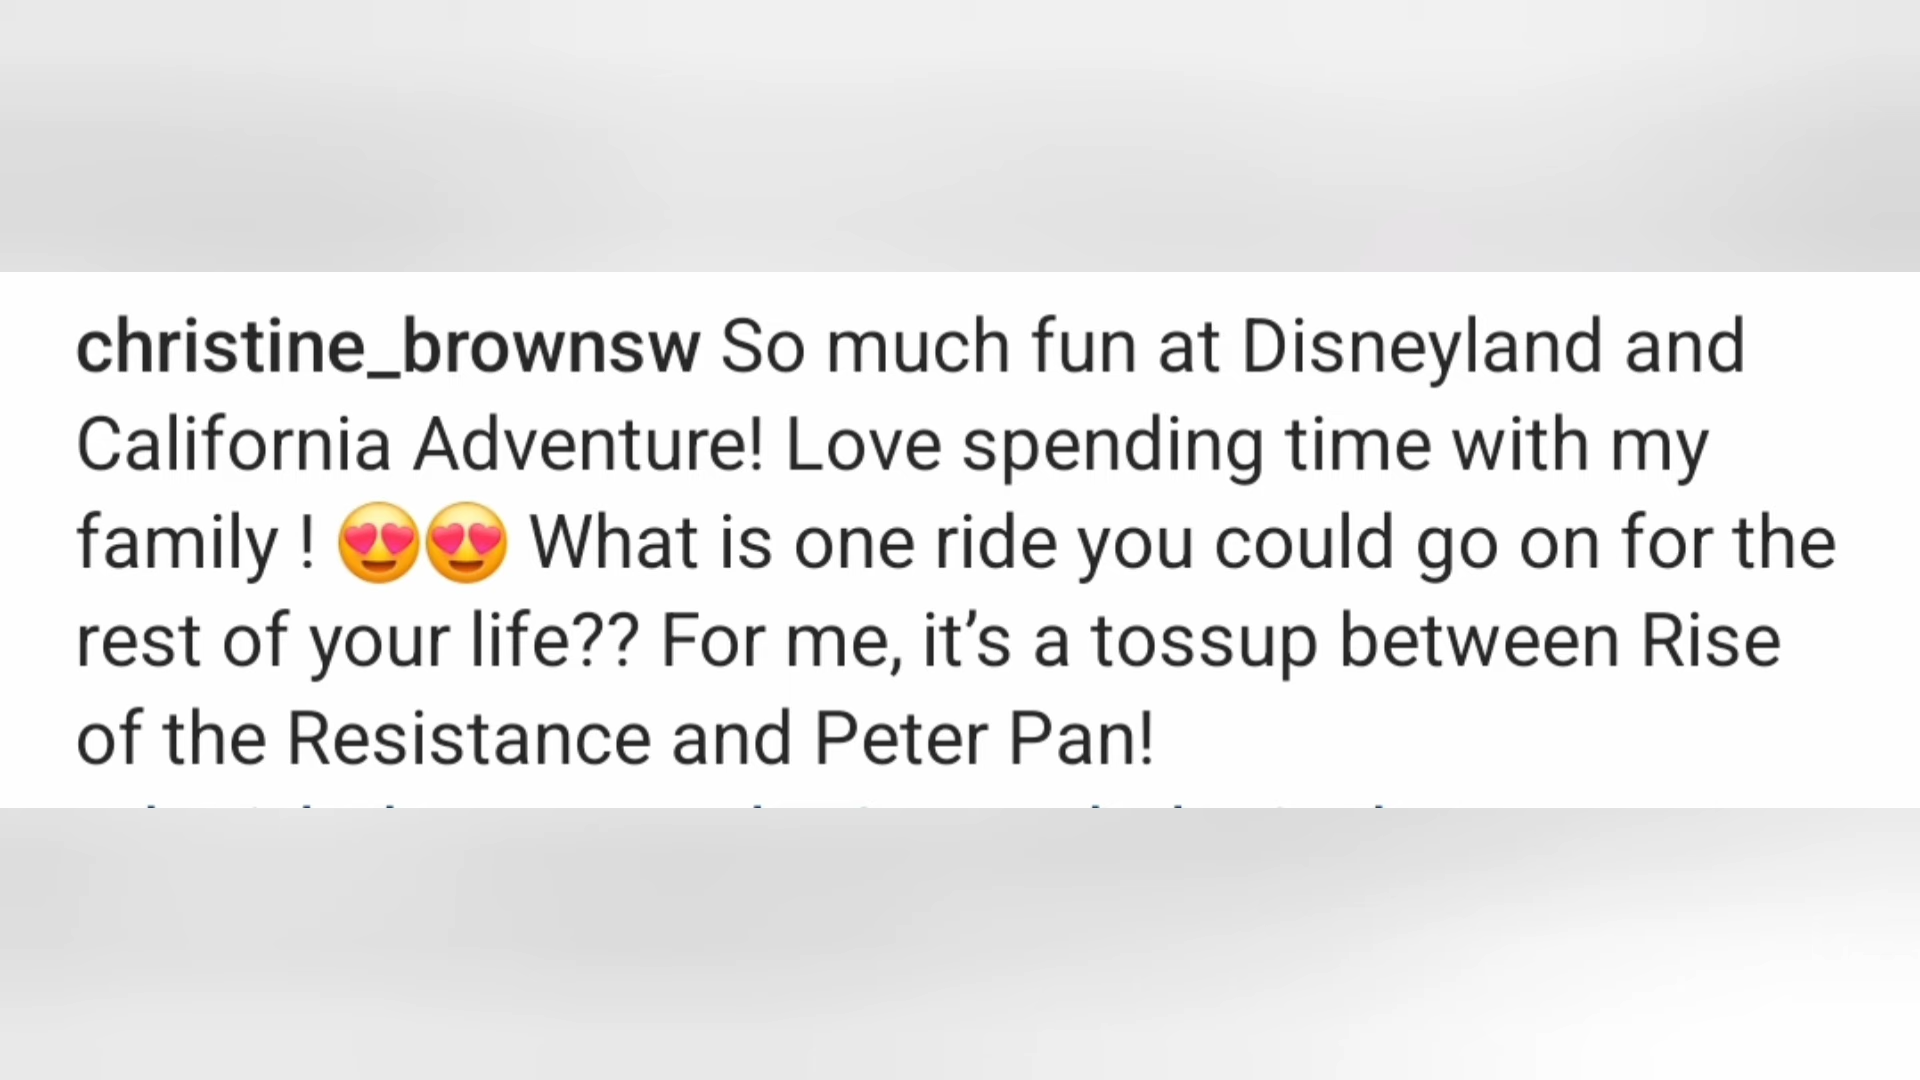 christine_brownsw So much fun at Disneyland and
California Adventure! Love spending time with my
family ! 😍😍 What is one ride you could go on for the
rest of your life?? For me, it’s a tossup between Rise
of the Resistance and Peter Pan!